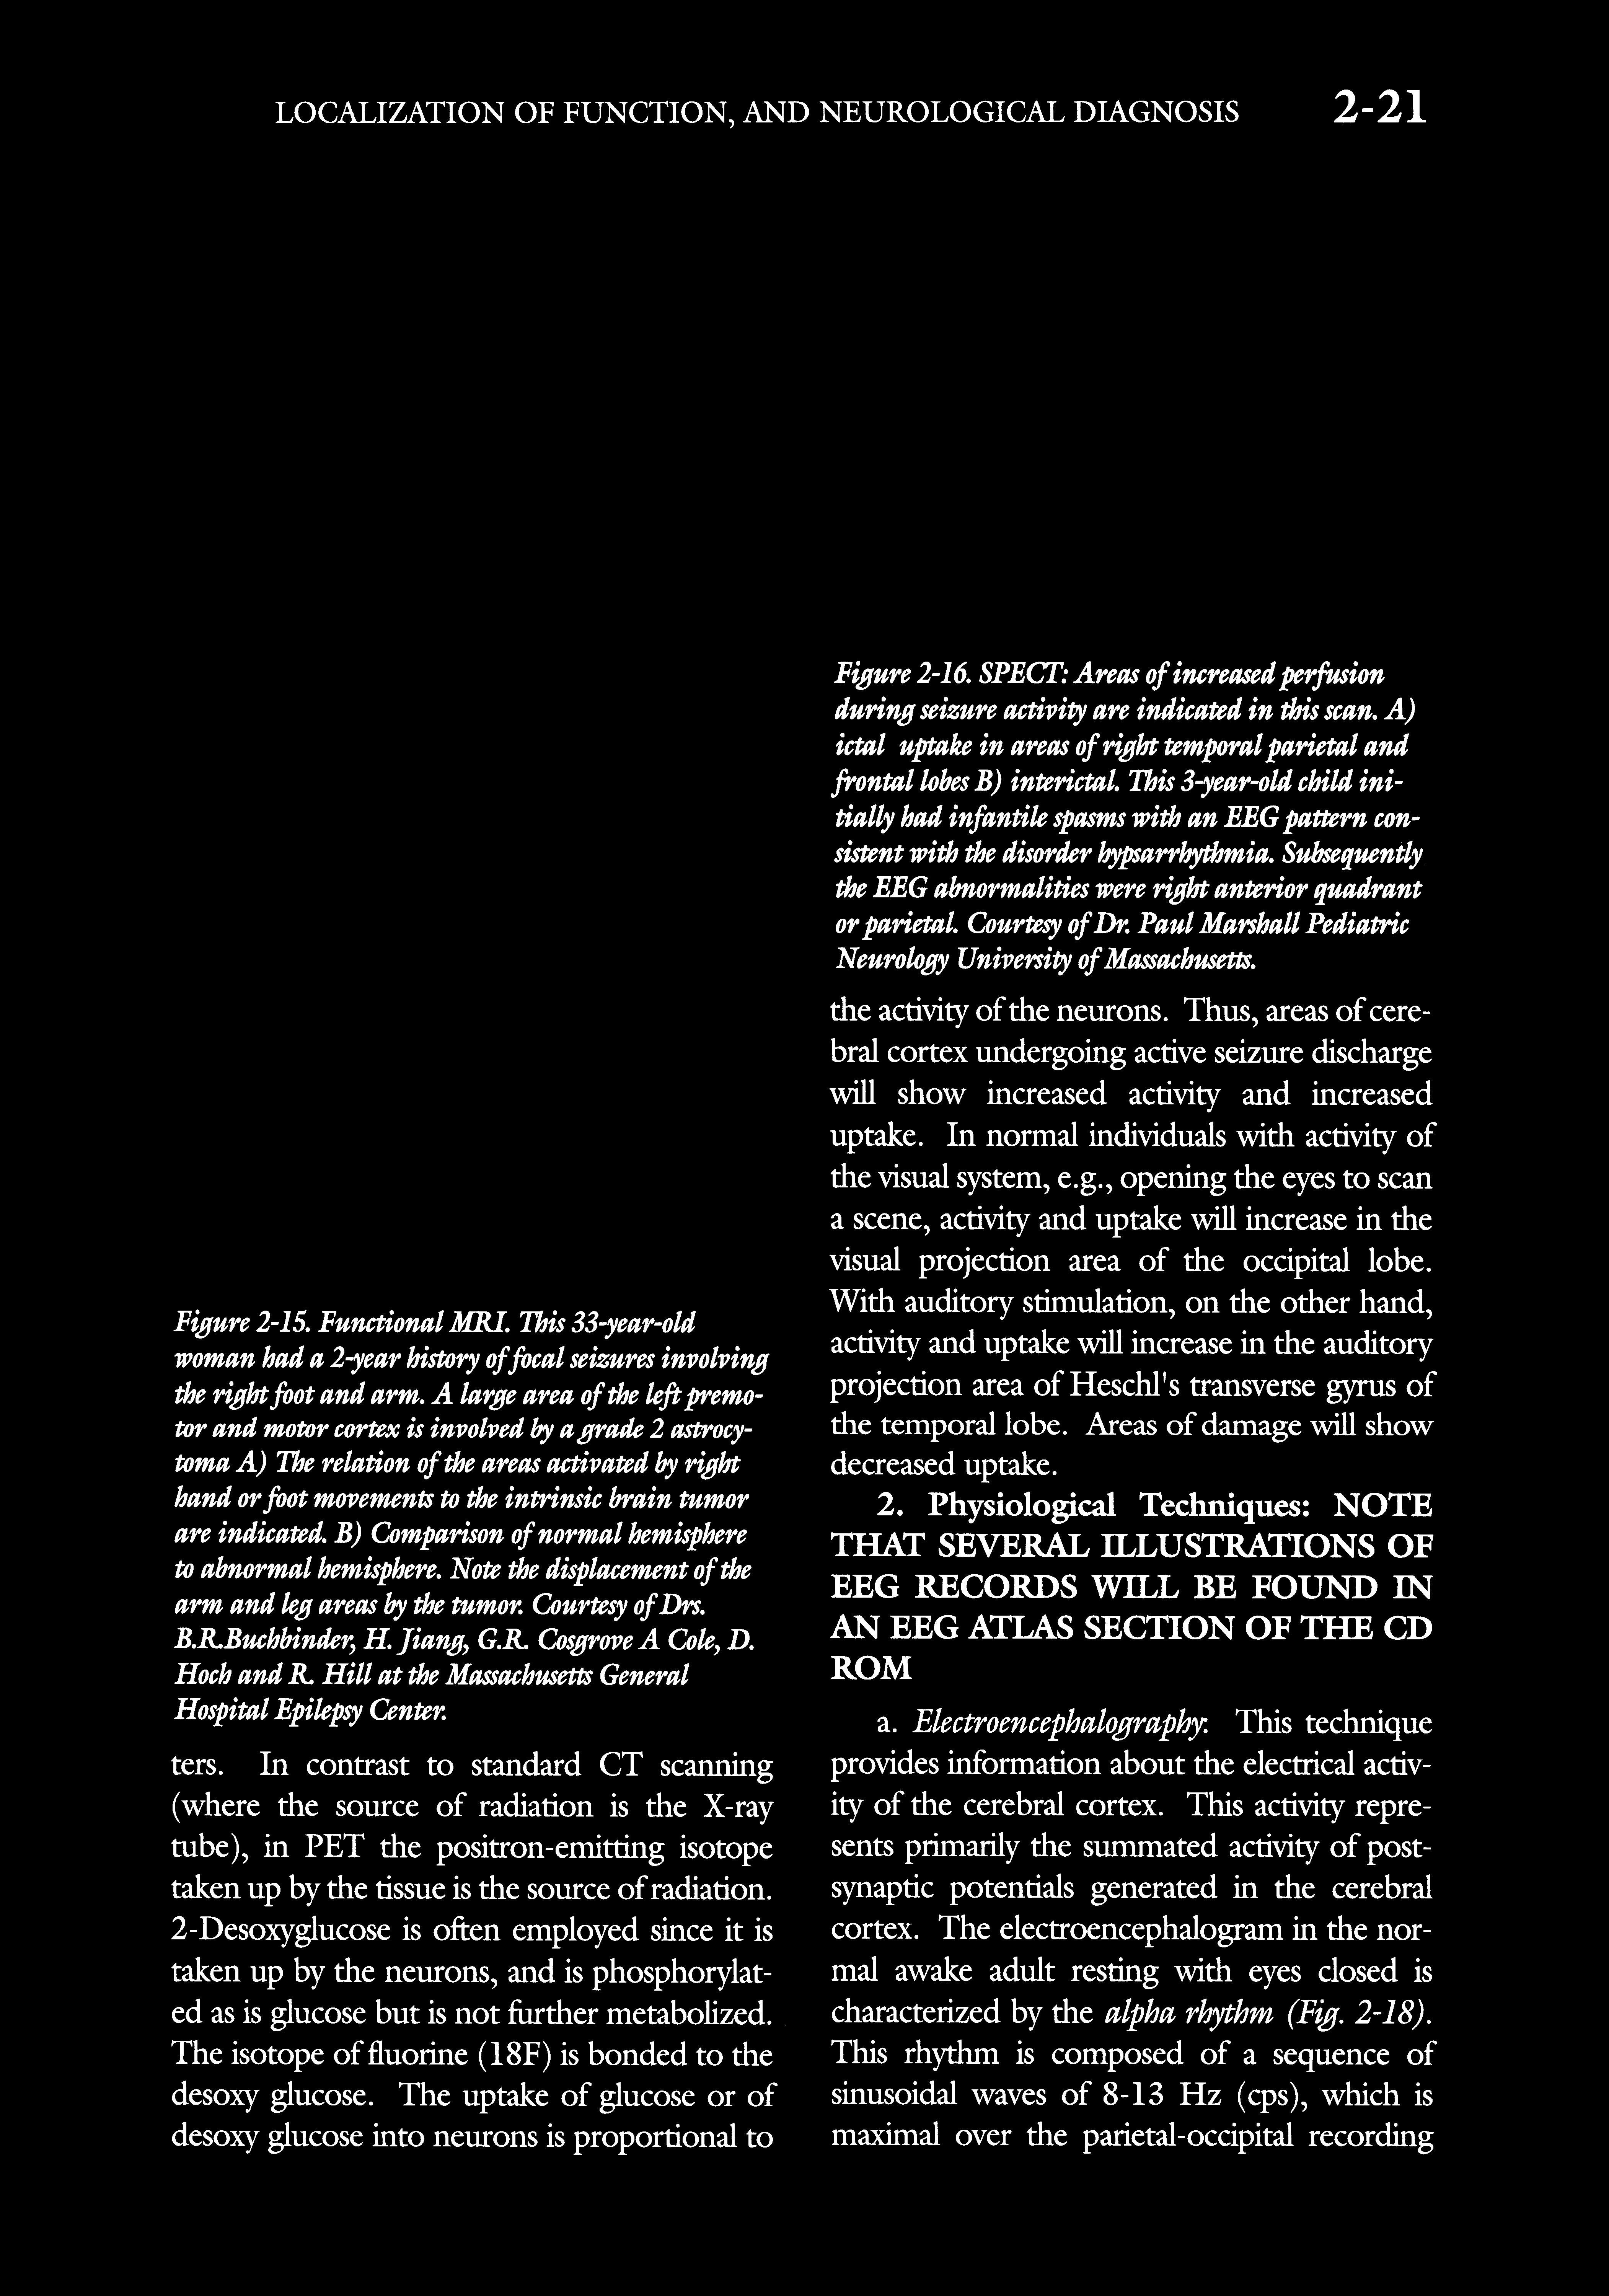 LOCALIZATION OF FUNCTION, AND NEUROLOGICAL DIAGNOSIS 2-21
Figure 2-15. Functional MRI. This 33-year-old
woman had a 2-year history of focal seizures involving
the right foot and arm. A large area of the left premo-
tor and motor cortex is involved by a grade 2 astrocy-
toma A) The relation of the areas activated by right
hand or foot movements to the intrinsic brain tumor
are indicated. B) Comparison of normal hemisphere
to abnormal hemisphere. Note the displacement of the
arm and leg areas by the tumor. Courtesy of Drs.
B.R.Buchbinder, H. Jiang, G.R. Cosgrove A Cole, D.
Hoch and R. Hill at the Massachusetts General
Hospital Epilepsy Center.
ters. In contrast to standard CT scanning
(where the source of radiation is the X-ray
tube), in PET the positron-emitting isotope
taken up by the tissue is the source of radiation.
2-Desoxyglucose is often employed since it is
taken up by the neurons, and is phosphorylat-
ed as is glucose but is not further metabolized.
The isotope of fluorine (18F) is bonded to the
desoxy glucose. The uptake of glucose or of
desoxy glucose into neurons is proportional to
Figure 2-16. SPECT: Areas of increased perfusion
during seizure activity are indicated in this scan. A)
ictal uptake in areas of right temporal parietal and
frontal lobes B) interictal. This 3-year-old child ini-
tially had infantile spasms with an EEG pattern con-
sistent with the disorder hypsarrhythmia. Subsequently
the EEG abnormalities were right anterior quadrant
or parietal. Courtesy of Dr. Paul Marshall Pediatric
Neurology University of Massachusetts.
the activity of the neurons. Thus, areas of cere-
bral cortex undergoing active seizure discharge
will show increased activity and increased
uptake. In normal individuals with activity of
the visual system, e.g., opening the eyes to scan
a scene, activity and uptake will increase in the
visual projection area of the occipital lobe.
With auditory stimulation, on the other hand,
activity and uptake will increase in the auditory
projection area of Heschl's transverse gyrus of
the temporal lobe. Areas of damage will show
decreased uptake.
2. Physiological Techniques: NOTE
THAT SEVERAL ILLUSTRATIONS OF
EEG RECORDS WILL BE FOUND IN
AN EEG ATLAS SECTION OF THE CD
ROM
a. Electroencephalography: This technique
provides information about the electrical activ-
ity of the cerebral cortex. This activity repre-
sents primarily the summated activity of post-
synaptic potentials generated in the cerebral
cortex. The electroencephalogram in the nor-
mal awake adult resting with eyes closed is
characterized by the alpha rhythm (Fig. 2-18).
This rhythm is composed of a sequence of
sinusoidal waves of 8-13 Hz (cps), which is
maximal over the parietal-occipital recording